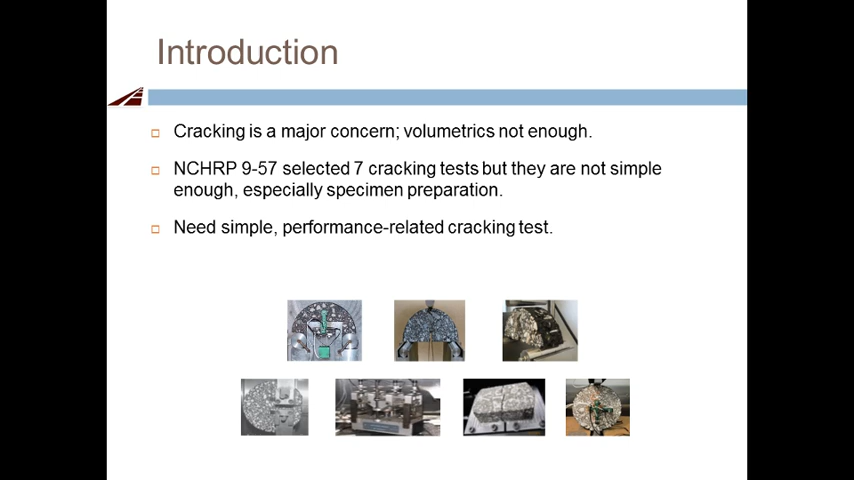 Introduction
Cracking is a major concern; volumetrics not enough.
NCHRP 9-57 selected 7 cracking tests but they are not simple
enough, especially specimen preparation.
Need simple, performance-related cracking test.